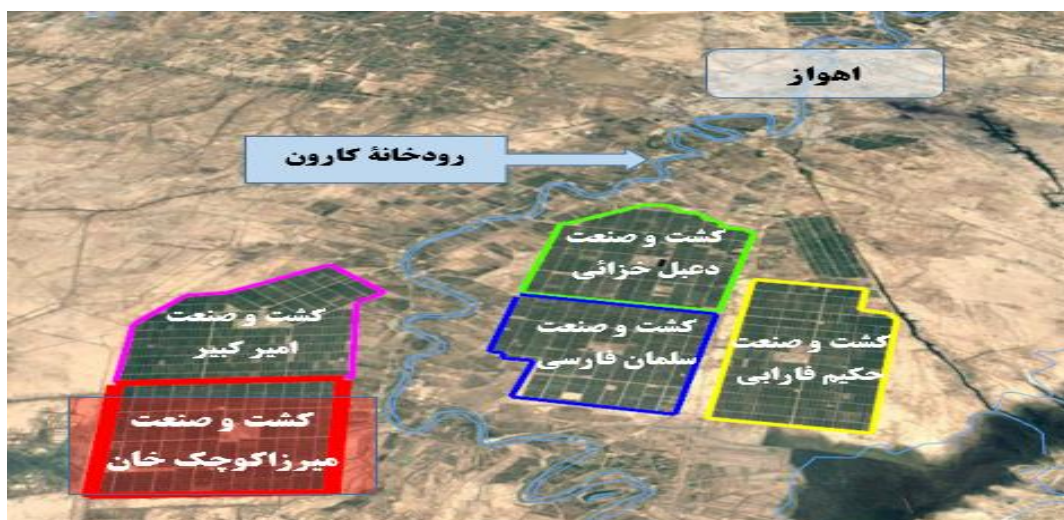 اهواز
رودخانهٔ کارون
کشت و صنعت
دعبل خزائی
کشت و صنعت
امیر کبیر
کشت و صنعت
سلمان فارسی
کشت و صنعت
حکیم فارابی
کشت و صنعت
میرزاکوچک خان